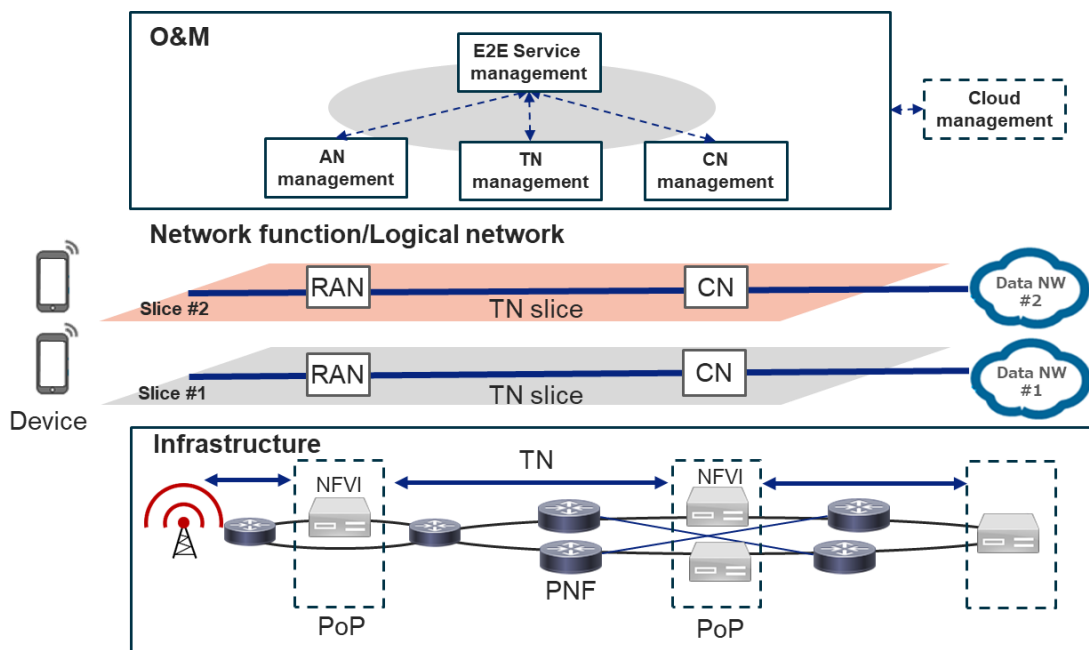 O&M
E2E Service
management
Cloud
management
AN
management
TN
management
CN
management
Network function/Logical network
RAN
CN
Data NW
#2
Slice #2
TN slice
RAN
CN
Data NW
#1
Slice #1
TN slice
Device
Infrastructure
TN
NFVI
NFVI
PNF
PoP
PoP